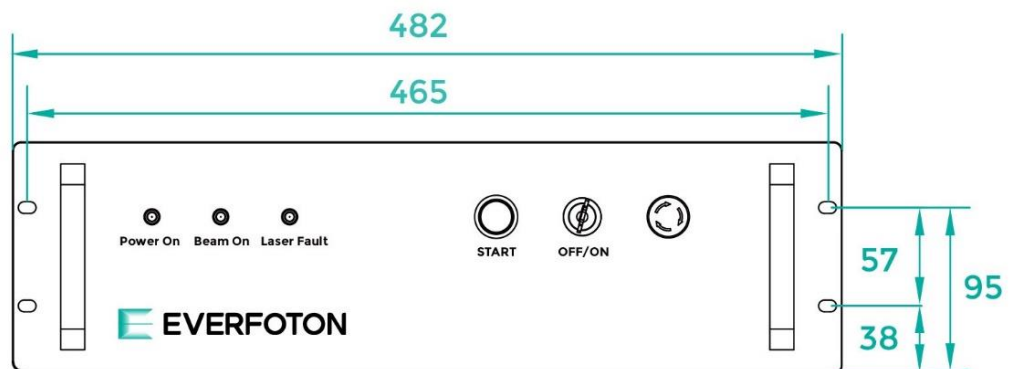 482
465
Power On Beam On Laser Fault
START OFF/ON
57
95
38
EVERFOTON